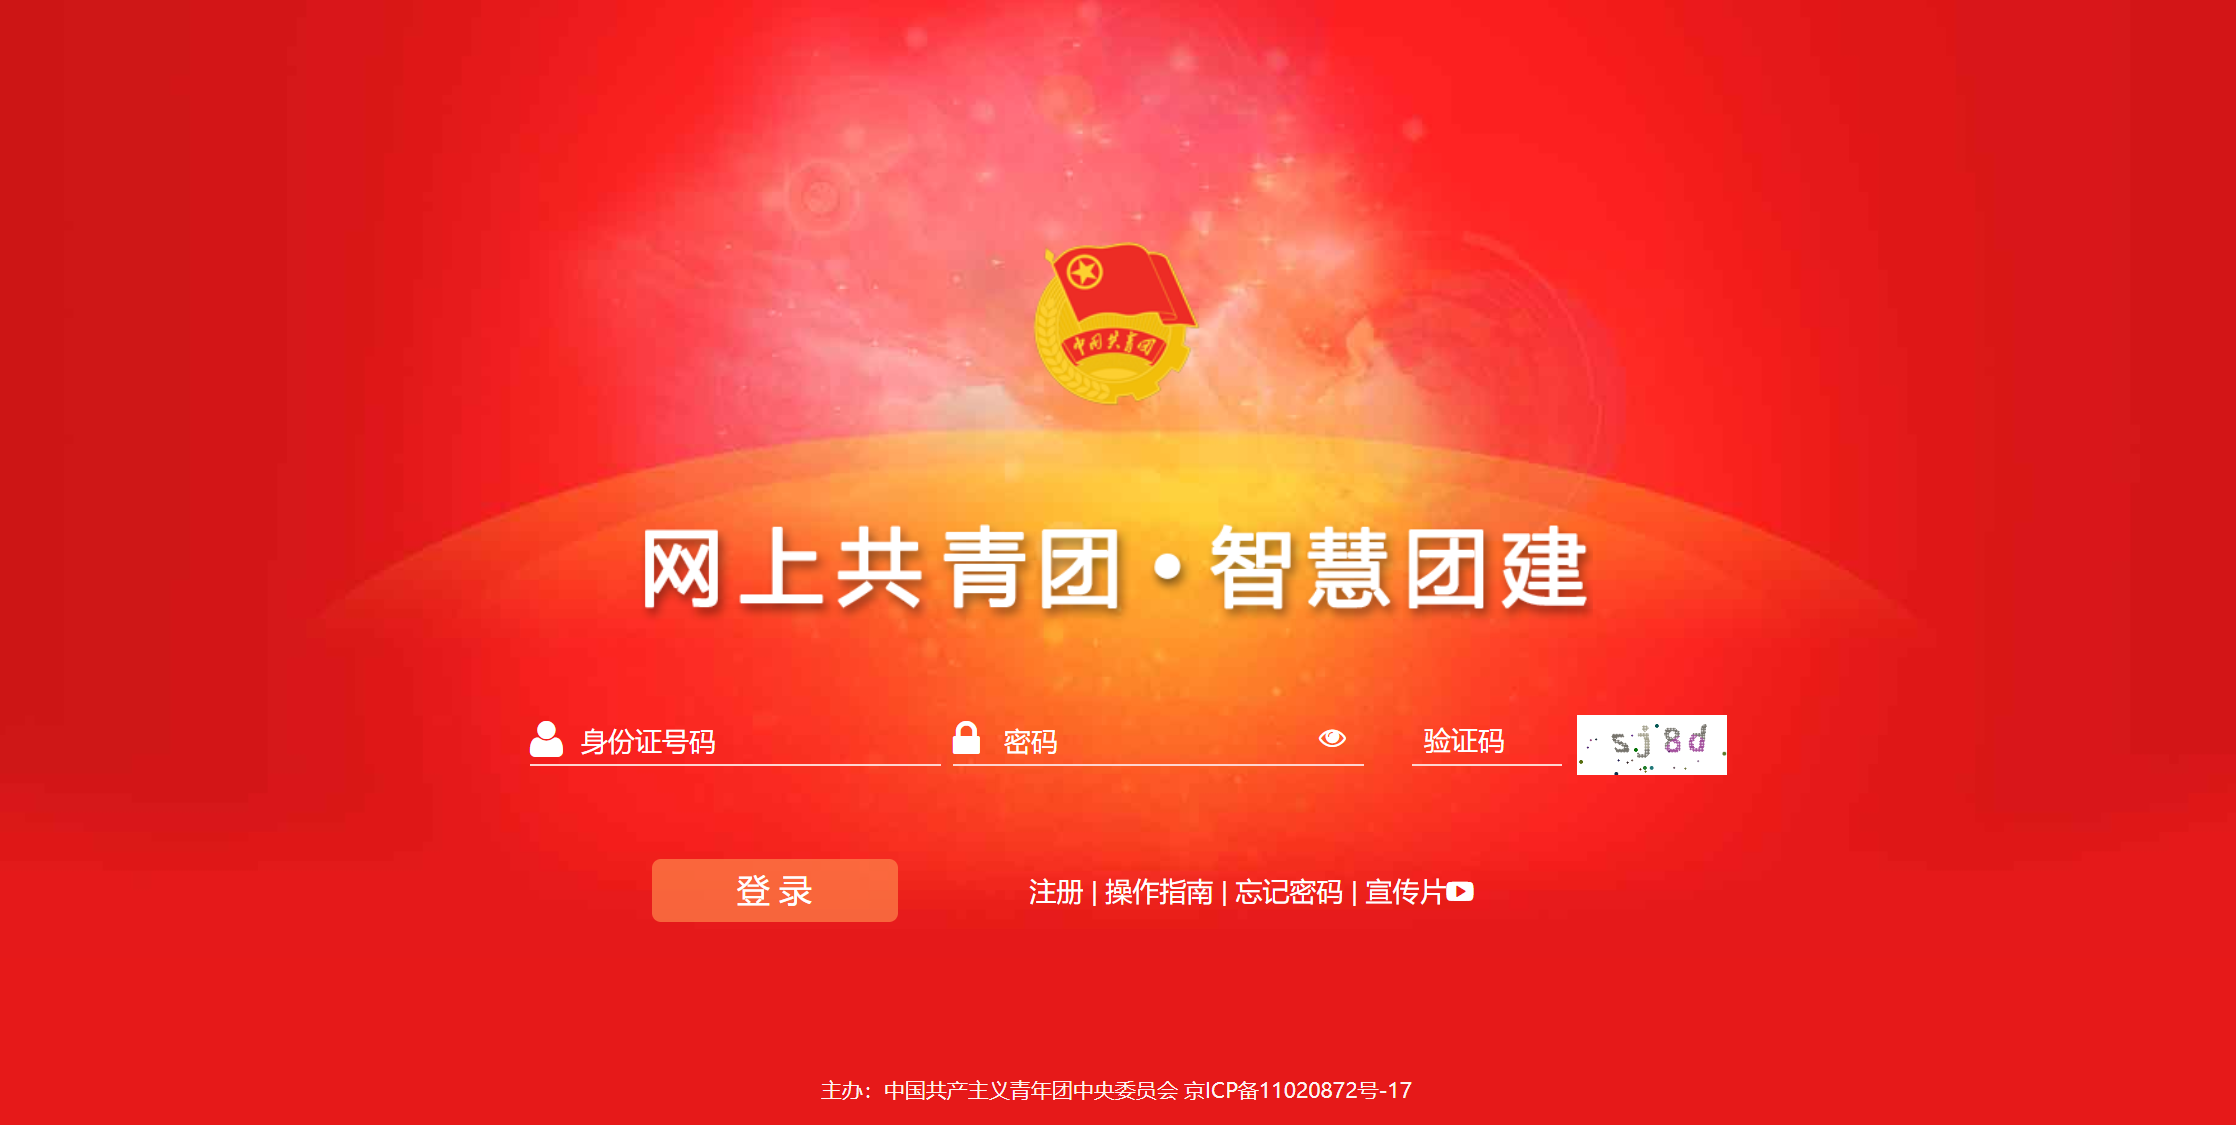 中国共青团
网上共青团·智慧团建
身份证号码
密码
验证码
sj8d
登 录
注册 | 操作指南 | 忘记密码 | 宣传片
主办：中国共产主义青年团中央委员会 京ICP备11020872号-17